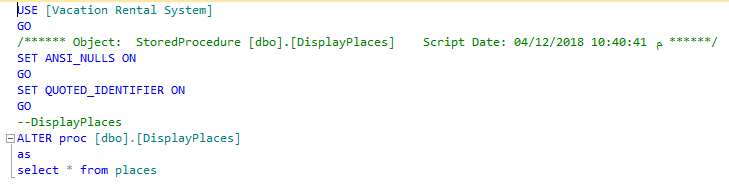 USE [Vacation Rental System]
GO
/****** Object:  StoredProcedure [dbo].[DisplayPlaces]    Script Date: 04/12/2018 10:40:41 م ******/
SET ANSI_NULLS ON
GO
SET QUOTED_IDENTIFIER ON
GO
--DisplayPlaces
ALTER proc [dbo].[DisplayPlaces]
as
select * from places